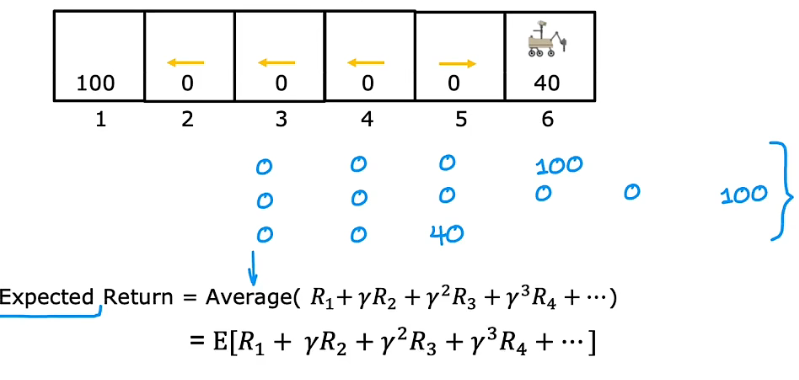 100 0 0 0 0 40
1 2 3 4 5 6
0 0 0 100
0 0 0 0 0 100
0 0 40
Expected Return = Average( R₁+ γR₂ + γ²R₃ + γ³R₄ + ⋯)
= E[R₁ + γR₂ + γ²R₃ + γ³R₄ + ⋯]